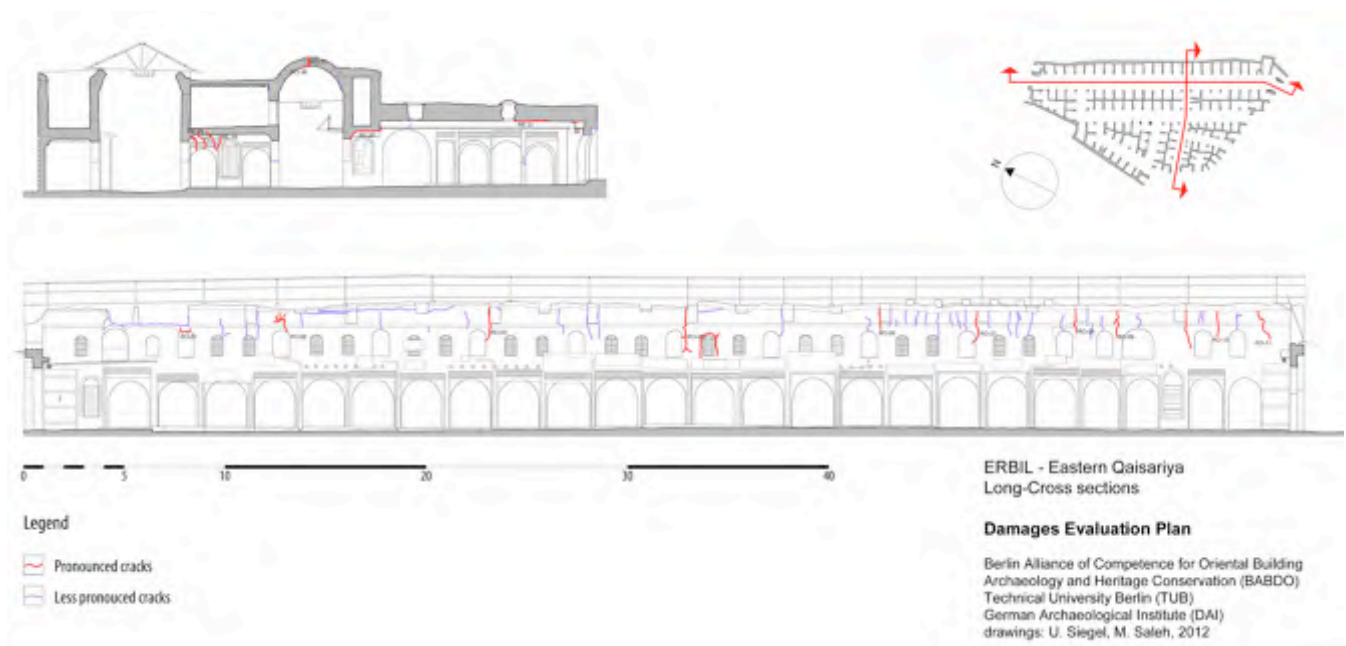 N
0
5
10
20
30
40
Legend
Pronounced cracks
Less pronouced cracks
ERBIL - Eastern Qaisariya
Long-Cross sections
Damages Evaluation Plan
Berlin Alliance of Competence for Oriental Building
Archaeology and Heritage Conservation (BABDO)
Technical University Berlin (TUB)
German Archaeological Institute (DAI)
drawings: U. Siegel, M. Saleh, 2012